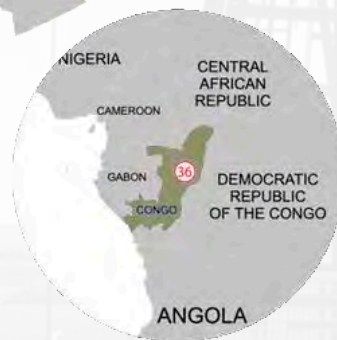 NIGERIA
CENTRAL
AFRICAN
REPUBLIC
CAMEROON
GABON
36
DEMOCRATIC
REPUBLIC
OF THE CONGO
CONGO
ANGOLA